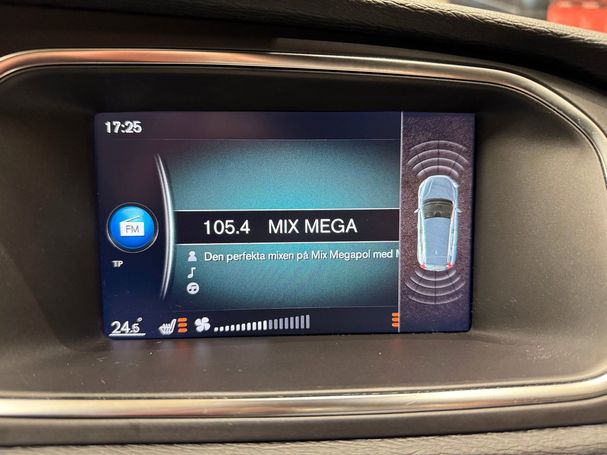 17:25
FM
105.4 MIX MEGA
TP
Den perfekta mixen på Mix Megapol med
24.5°